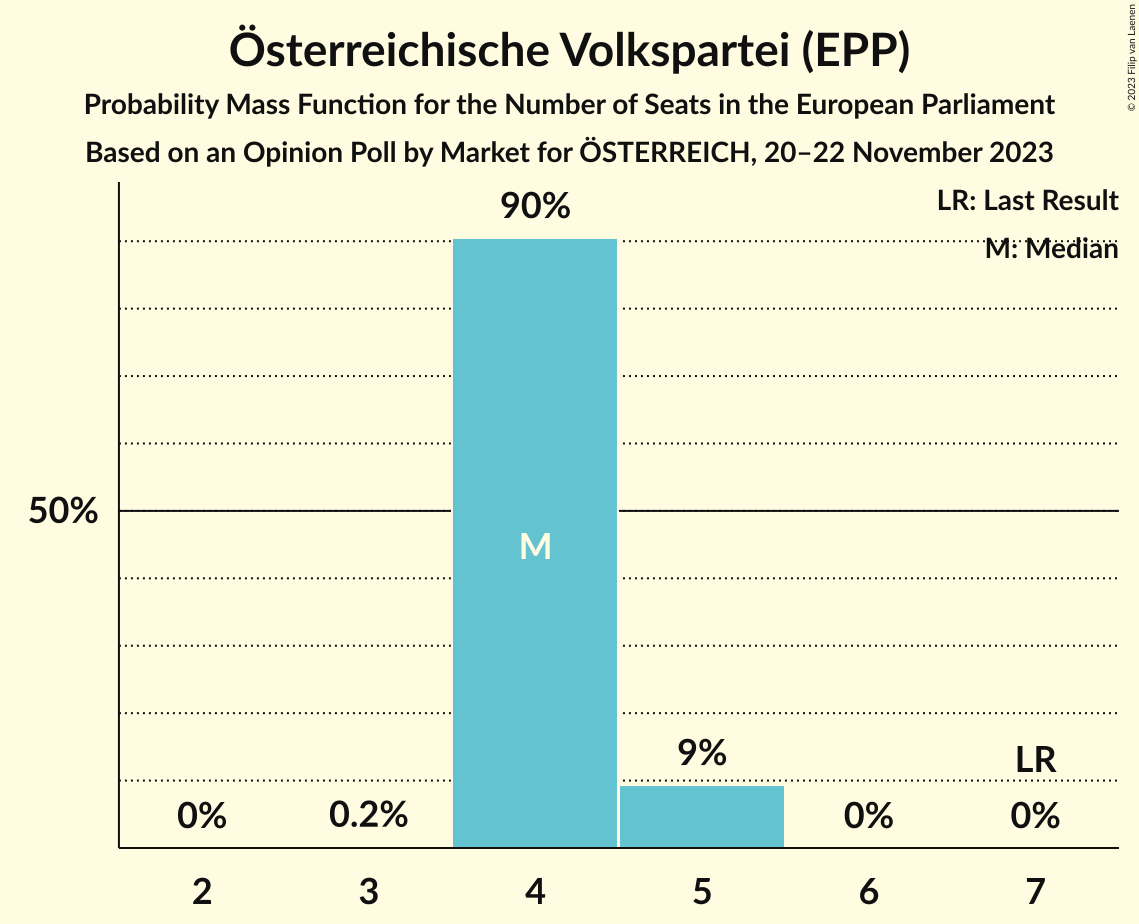 Österreichische Volkspartei (EPP)
Probability Mass Function for the Number of Seats in the European Parliament
Based on an Opinion Poll by Market for ÖSTERREICH, 20–22 November 2023
© 2023 Filip van Laenen
LR: Last Result
M: Median
90%
50%
M
9%
LR
0% 0.2% 0% 0%
2 3 4 5 6 7